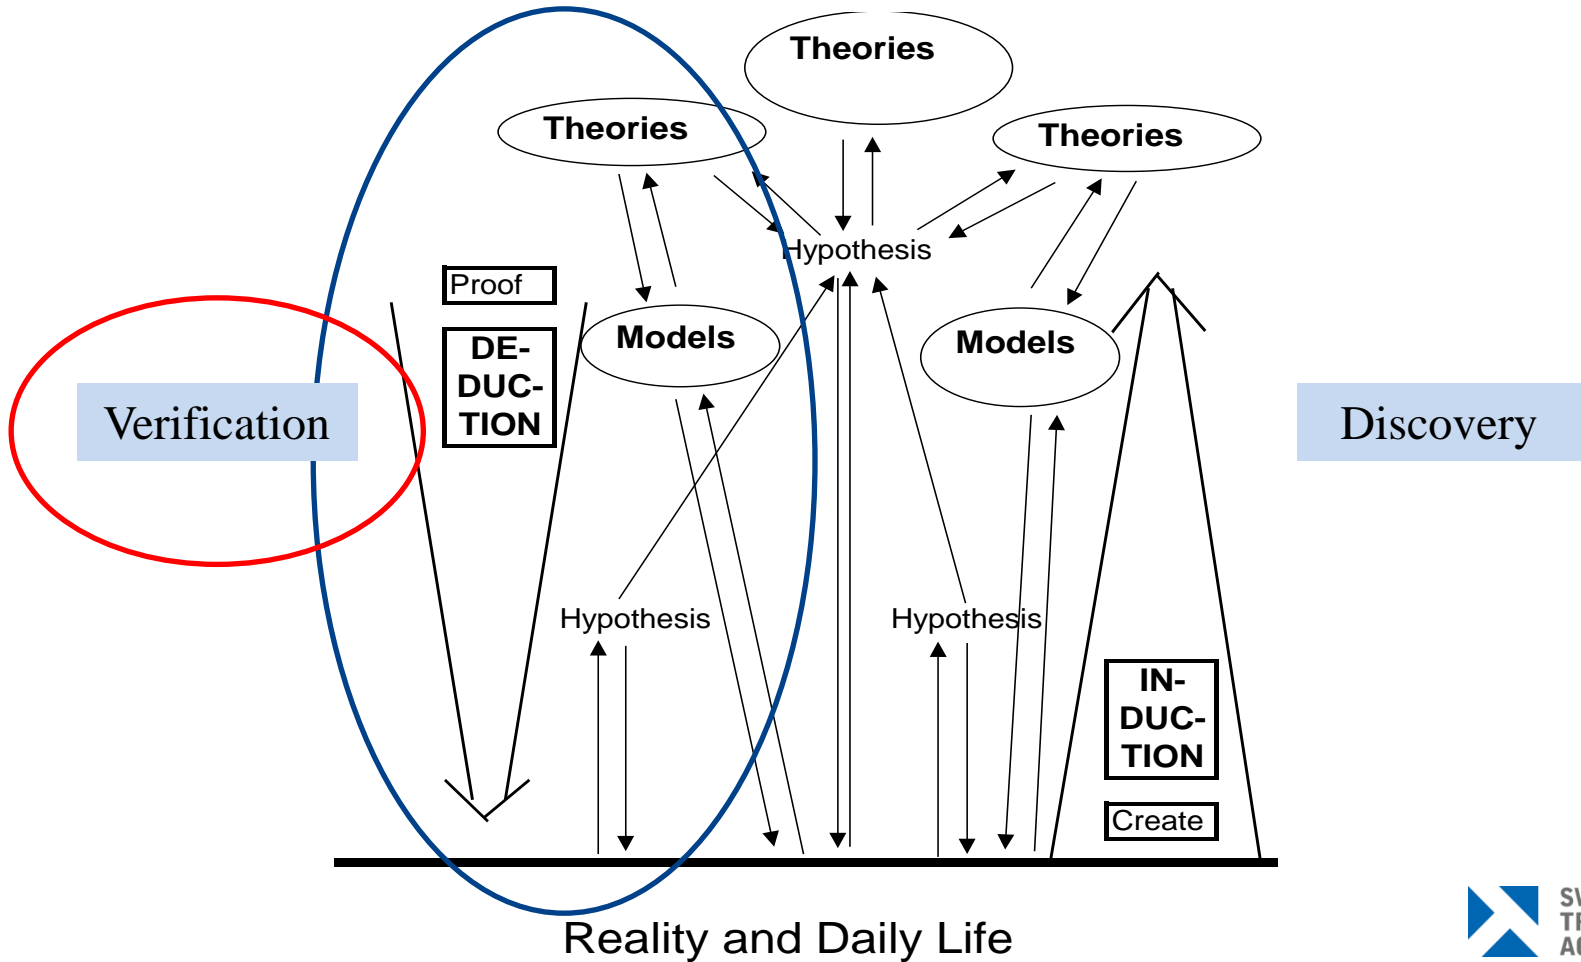 Theories
Theories
Theories
Hypothesis
Proof
DE-
DUC-
TION
Models
Models
Verification
Discovery
Hypothesis
Hypothesis
IN-
DUC-
TION
Create
Reality and Daily Life